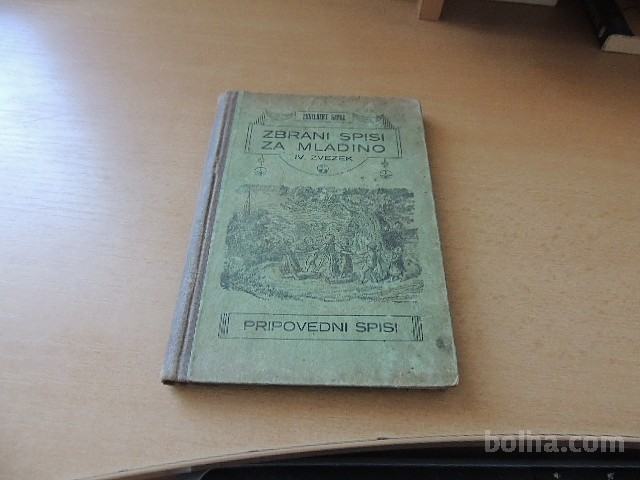 ZBRANI SPISI
ZA MLADINO
IV. ZVEZEK
PRIPOVEDNI SPISI
bolha.com